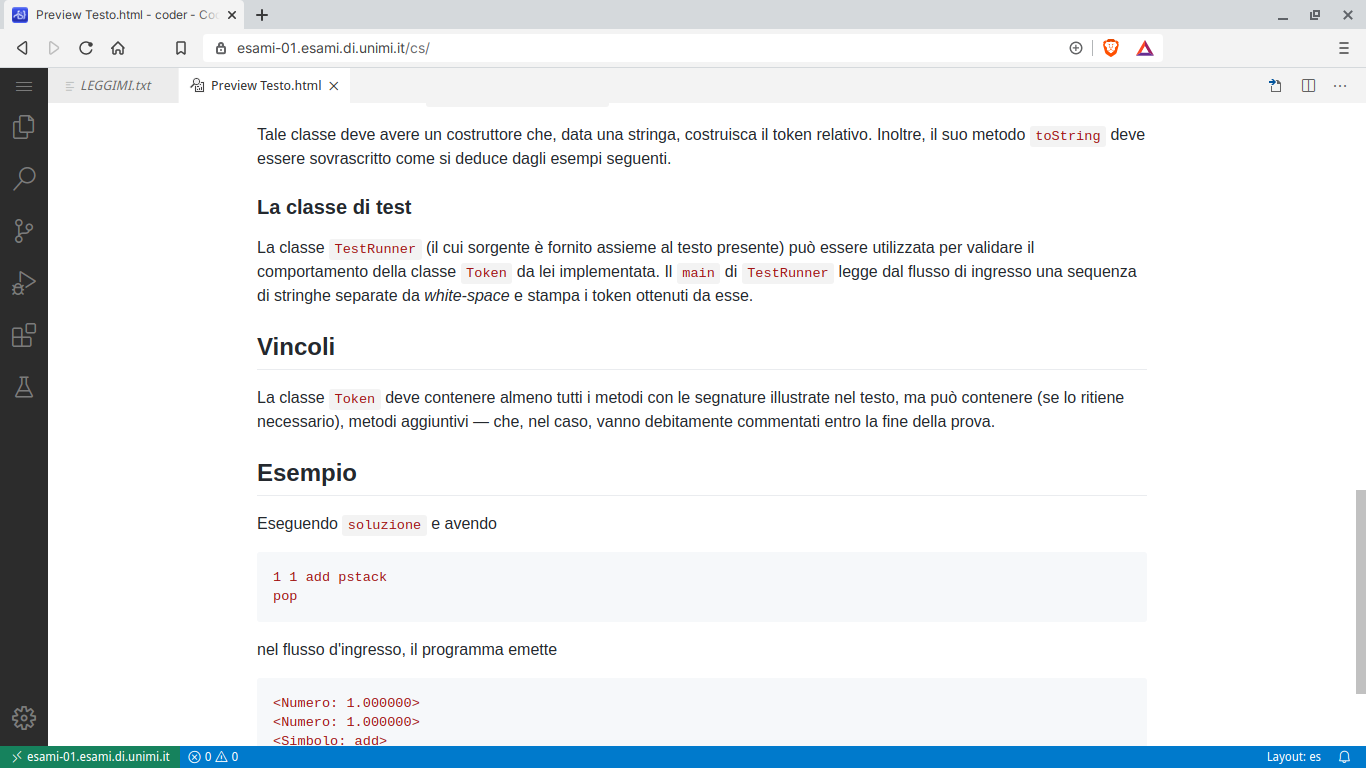 Preview Testo.html - coder - Co
esami-01.esami.di.unimi.it/cs/
LEGGIMI.txt
Preview Testo.html
Tale classe deve avere un costruttore che, data una stringa, costruisca il token relativo. Inoltre, il suo metodo toString deve
essere sovrascritto come si deduce dagli esempi seguenti.
La classe di test
La classe TestRunner (il cui sorgente è fornito assieme al testo presente) può essere utilizzata per validare il
comportamento della classe Token da lei implementata. Il main di TestRunner legge dal flusso di ingresso una sequenza
di stringhe separate da white-space e stampa i token ottenuti da esse.
Vincoli
La classe Token deve contenere almeno tutti i metodi con le segnature illustrate nel testo, ma può contenere (se lo ritiene
necessario), metodi aggiuntivi — che, nel caso, vanno debitamente commentati entro la fine della prova.
Esempio
Eseguendo soluzione e avendo
1 1 add pstack
pop
nel flusso d'ingresso, il programma emette
<Numero: 1.000000>
<Numero: 1.000000>
<Simbolo: add>
esami-01.esami.di.unimi.it
0
0
Layout: es